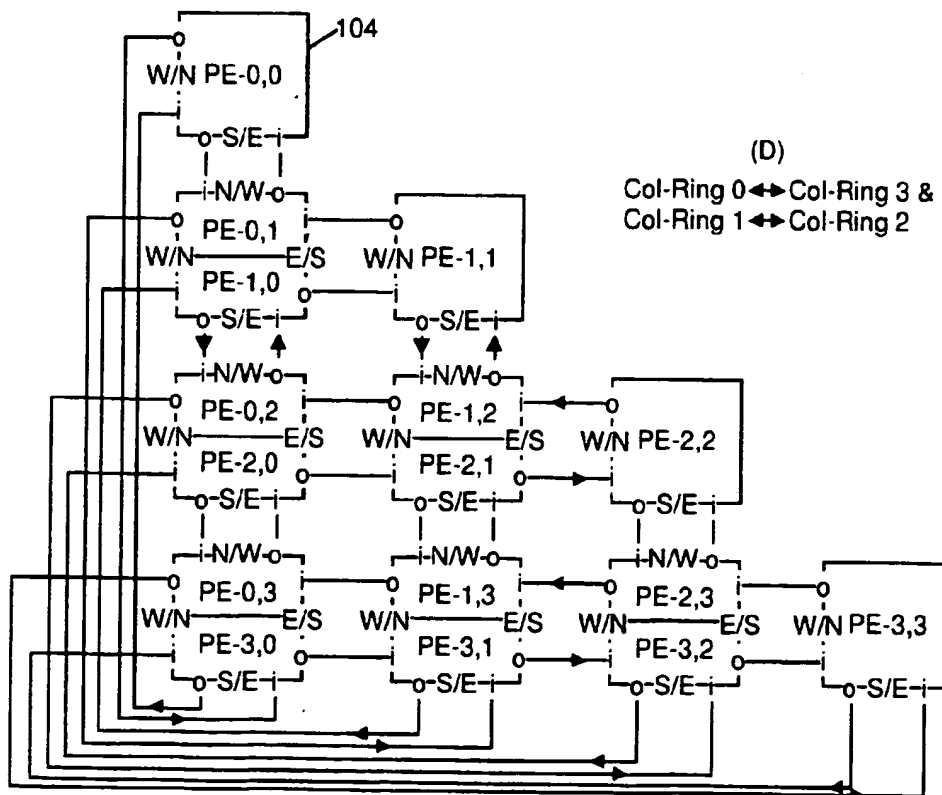 104
o
W/N PE-0,0
i
o S/E i
(D)
Col-Ring 0 ↔ Col-Ring 3 &
Col-Ring 1 ↔ Col-Ring 2
i N/W o
o PE-0,1 i o
W/N E/S W/N PE-1,1
i PE-1,0 o i
o S/E i o S/E i
i N/W o i N/W o
o PE-0,2 i o PE-1,2 i o
W/N E/S W/N E/S W/N PE-2,2
i PE-2,0 o i PE-2,1 o i
o S/E i o S/E i o S/E i
i N/W o i N/W o i N/W o
o PE-0,3 i o PE-1,3 i o PE-2,3 i o
W/N E/S W/N E/S W/N E/S W/N PE-3,3
i PE-3,0 o i PE-3,1 o i PE-3,2 o i
o S/E i o S/E i o S/E i o S/E i